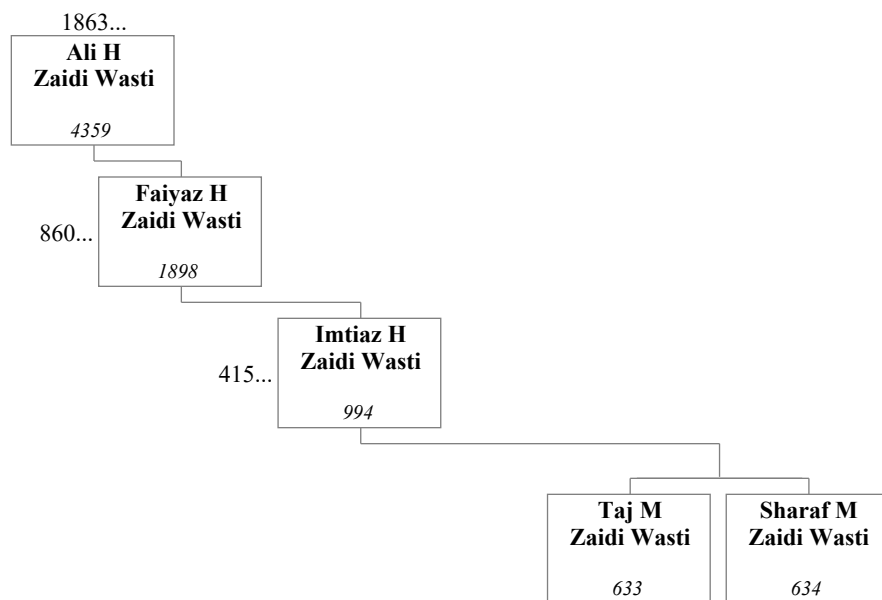 1863...
Ali H
Zaidi Wasti
4359
Faiyaz H
Zaidi Wasti
860...
1898
Imtiaz H
Zaidi Wasti
415...
994
Taj M
Zaidi Wasti
633
Sharaf M
Zaidi Wasti
634